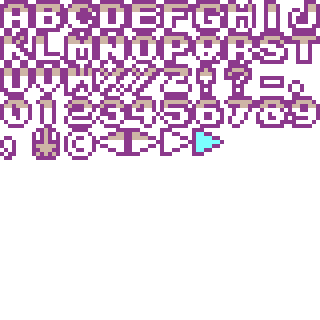 ABCDEFGHIJ
KLMNOPQRST
UVWXYZ!?-.
0123456789
©